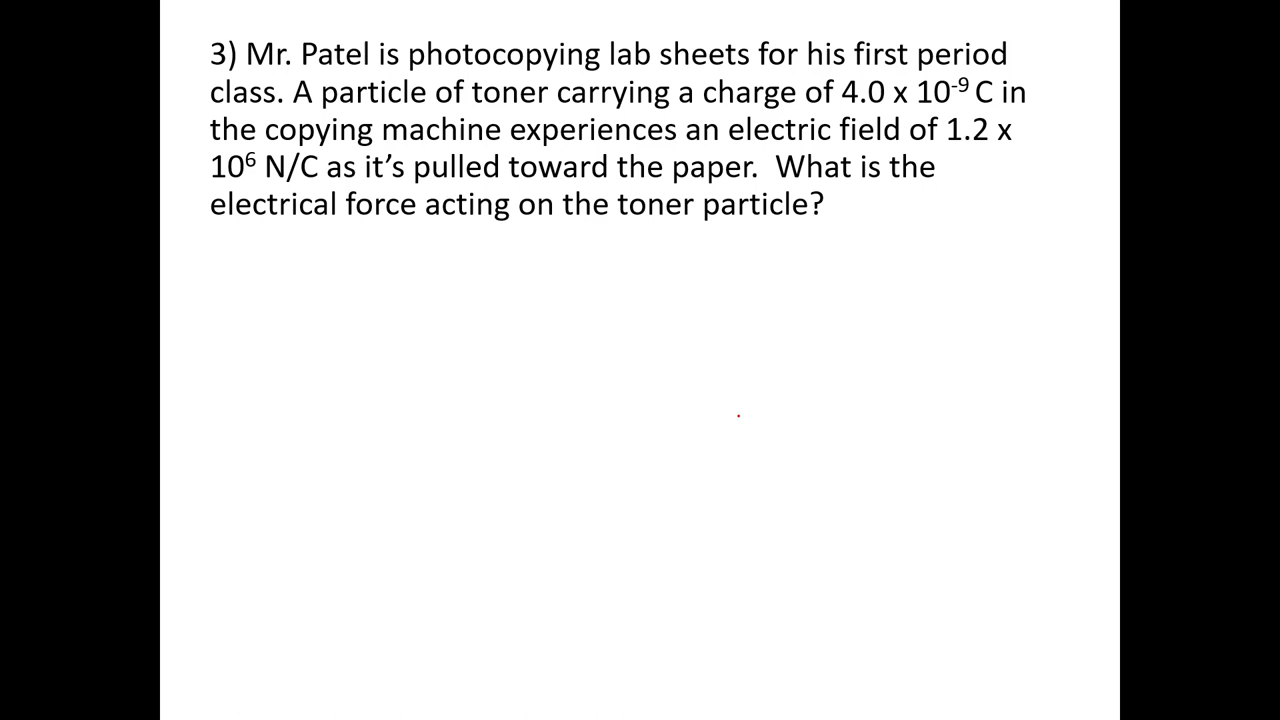 3) Mr. Patel is photocopying lab sheets for his first period
class. A particle of toner carrying a charge of 4.0 x 10⁻⁹ C in
the copying machine experiences an electric field of 1.2 x
10⁶ N/C as it’s pulled toward the paper.  What is the
electrical force acting on the toner particle?